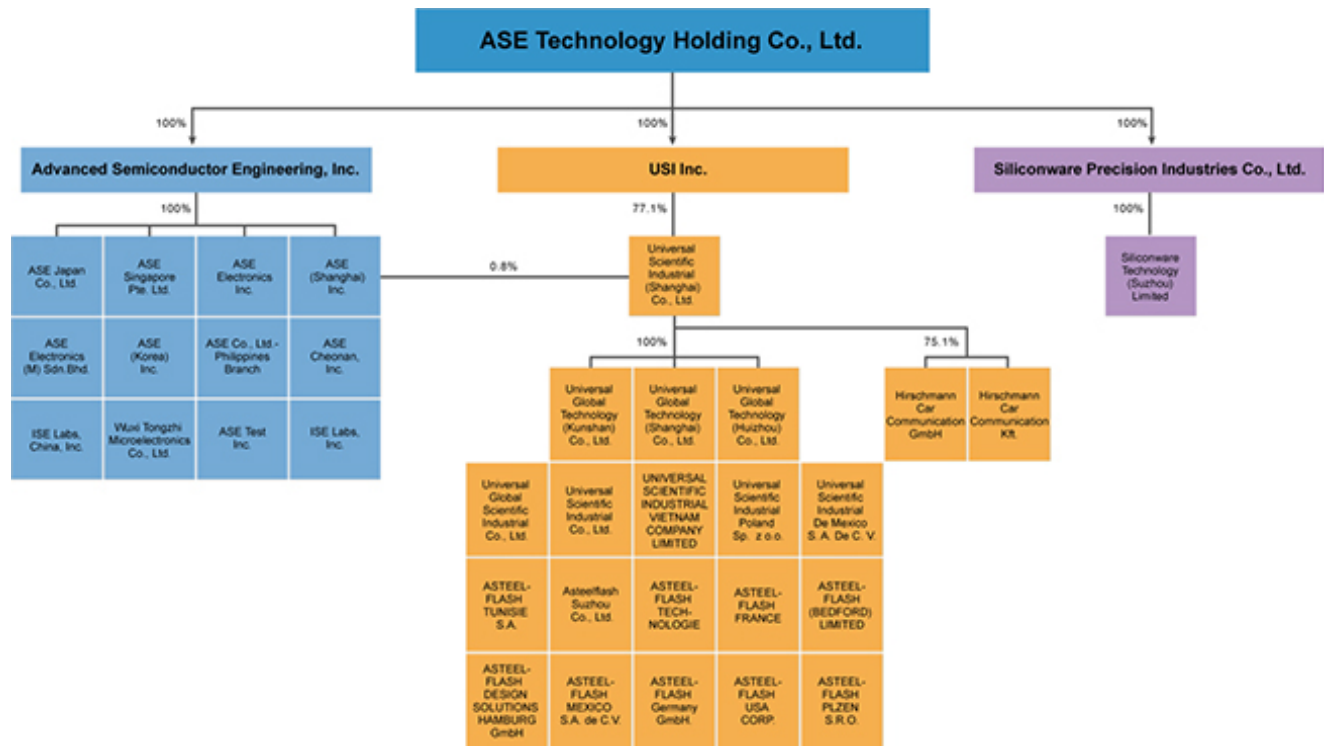 ASE Technology Holding Co., Ltd.
100%
100%
100%
Advanced Semiconductor Engineering, Inc.
USI Inc.
Siliconware Precision Industries Co., Ltd.
100%
77.1%
100%
ASE Japan
Co., Ltd.
ASE
Singapore
Pte. Ltd.
ASE
Electronics
Inc.
ASE
(Shanghai)
Inc.
0.8%
Universal
Scientific
Industrial
(Shanghai)
Co., Ltd.
Siliconware
Technology
(Suzhou)
Limited
ASE
Electronics
(M) Sdn.Bhd.
ASE
(Korea)
Inc.
ASE Co., Ltd.-
Philippines
Branch
ASE
Cheonan,
Inc.
100%
75.1%
ISE Labs,
China, Inc.
Wuxi Tongzhi
Microelectronics
Co., Ltd.
ASE Test
Inc.
ISE Labs,
Inc.
Universal
Global
Technology
(Kunshan)
Co., Ltd.
Universal
Global
Technology
(Shanghai)
Co., Ltd.
Universal
Global
Technology
(Huizhou)
Co., Ltd.
Hirschmann
Car
Communication
GmbH
Hirschmann
Car
Communication
Kft.
Universal
Global
Scientific
Industrial
Co., Ltd.
Universal
Scientific
Industrial
Co., Ltd.
UNIVERSAL
SCIENTIFIC
INDUSTRIAL
VIETNAM
COMPANY
LIMITED
Universal
Scientific
Industrial
Poland
Sp. z o.o.
Universal
Scientific
Industrial
De Mexico
S. A. De C. V.
ASTEEL-
FLASH
TUNISIE
S.A.
Asteelflash
Suzhou
Co., Ltd.
ASTEEL-
FLASH
TECH-
NOLOGIE
ASTEEL-
FLASH
FRANCE
ASTEEL-
FLASH
(BEDFORD)
LIMITED
ASTEEL-
FLASH
DESIGN
SOLUTIONS
HAMBURG
GmbH
ASTEEL-
FLASH
MEXICO
S.A. de C.V.
ASTEEL-
FLASH
Germany
GmbH.
ASTEEL-
FLASH
USA
CORP.
ASTEEL-
FLASH
PLZEN
S.R.O.